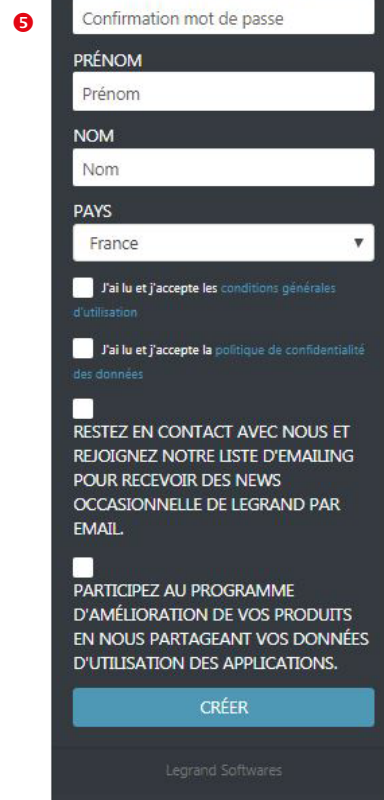 5
Confirmation mot de passe
PRÉNOM
Prénom
NOM
Nom
PAYS
France
J'ai lu et j'accepte les conditions générales
d'utilisation
J'ai lu et j'accepte la politique de confidentialité
des données
RESTEZ EN CONTACT AVEC NOUS ET
REJOIGNEZ NOTRE LISTE D'EMAILING
POUR RECEVOIR DES NEWS
OCCASIONNELLE DE LEGRAND PAR
EMAIL.
PARTICIPEZ AU PROGRAMME
D'AMÉLIORATION DE VOS PRODUITS
EN NOUS PARTAGEANT VOS DONNÉES
D'UTILISATION DES APPLICATIONS.
CRÉER
Legrand Softwares